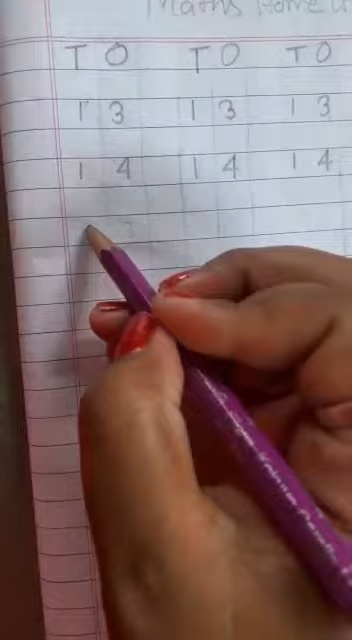 Maths Home
T O T O T O
1 3 1 3 1 3
1 4 1 4 1 4